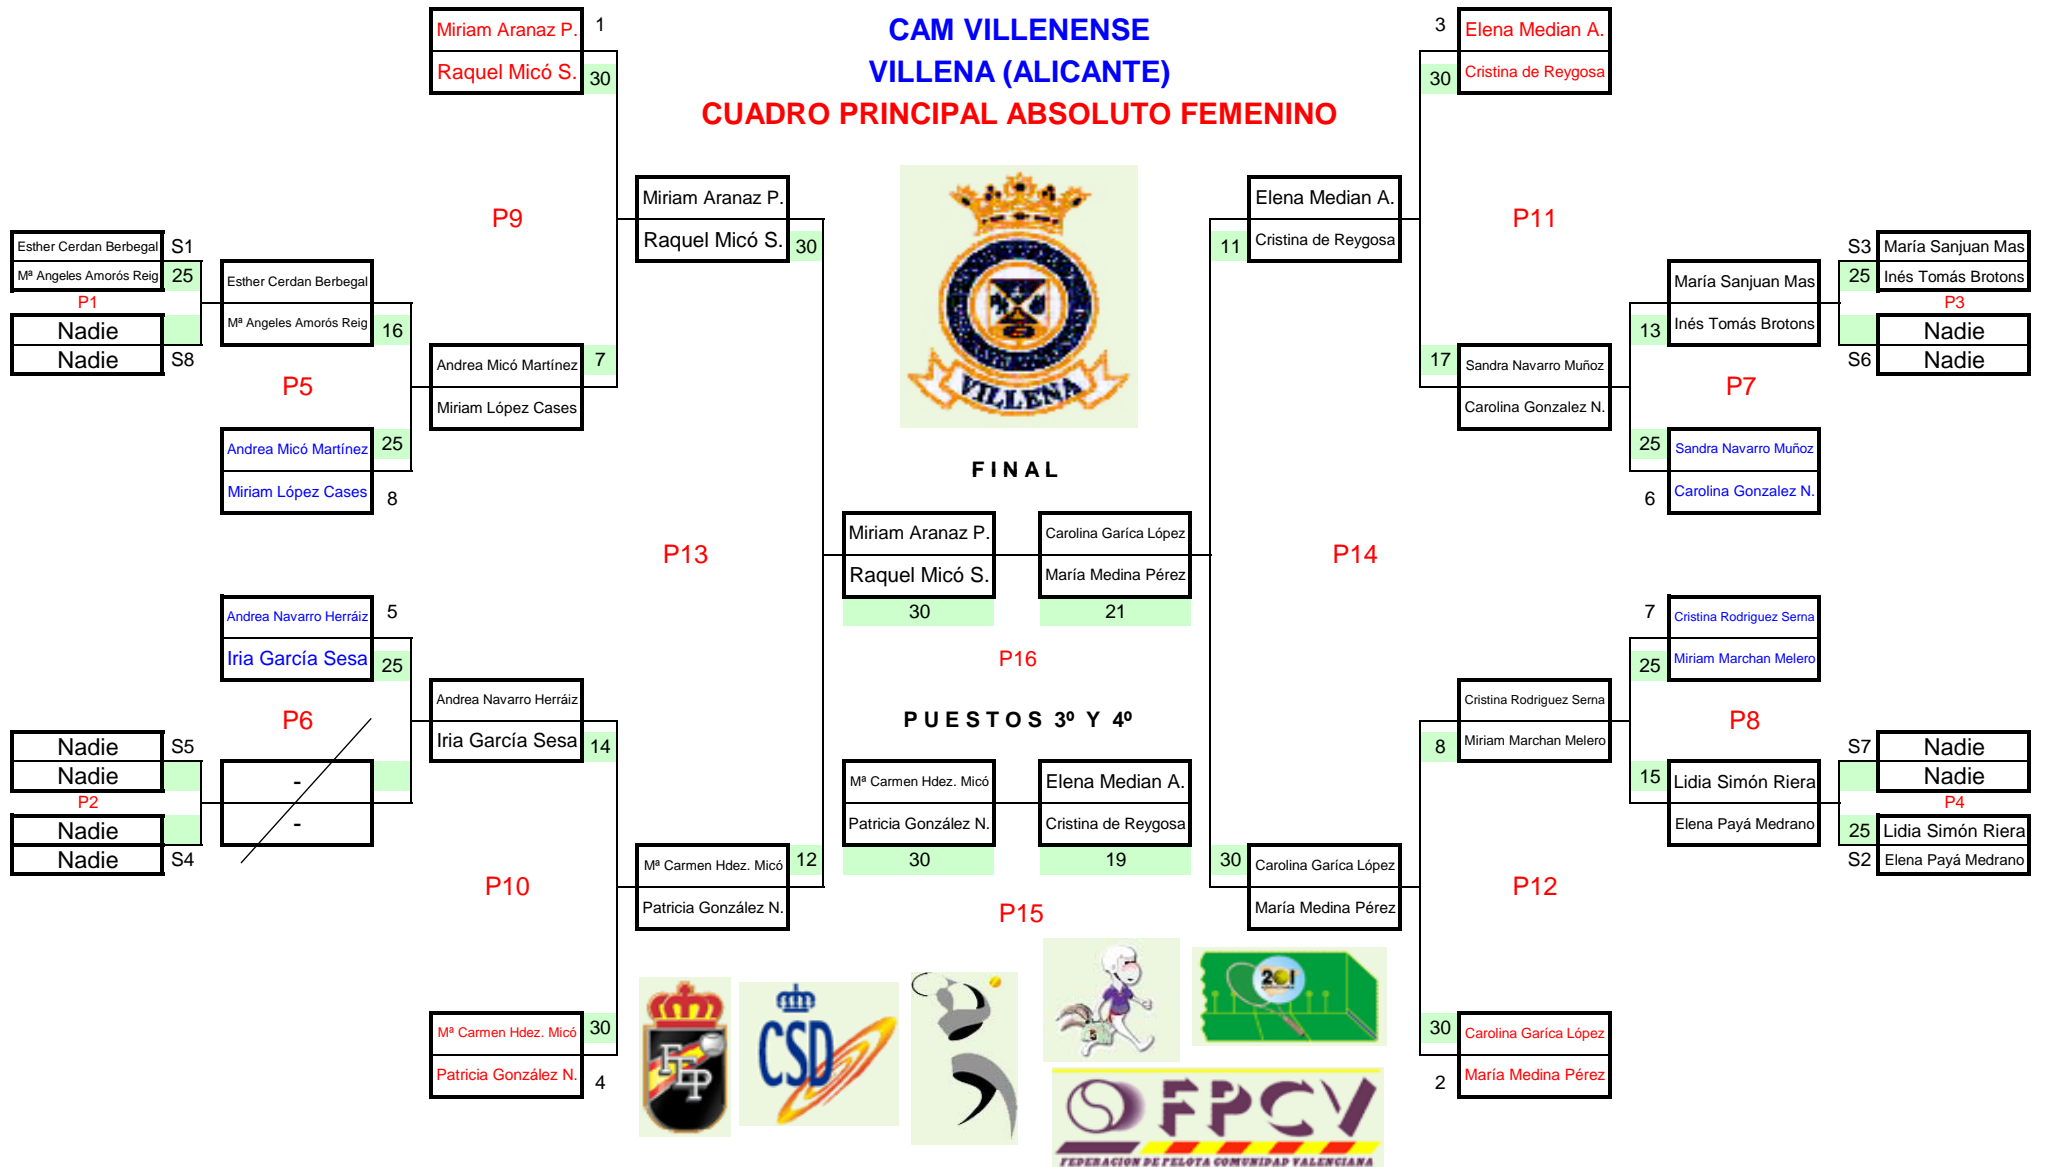 CAM VILLENENSE
VILLENA (ALICANTE)
CUADRO PRINCIPAL ABSOLUTO FEMENINO
Miriam Aranaz P. 1
Raquel Micó S. 30
P9
Esther Cerdan Berbegal S1
Mª Angeles Amorós Reig 25
P1
Nadie
Nadie S8
Esther Cerdan Berbegal
Mª Angeles Amorós Reig 16
P5
Andrea Micó Martínez 25
Miriam López Cases 8
Andrea Micó Martínez 7
Miriam López Cases
Miriam Aranaz P.
Raquel Micó S. 30
P13
Andrea Navarro Herráiz 5
Iria García Sesa 25
P6
Nadie S5
Nadie
P2
Nadie
Nadie S4
-
-
Andrea Navarro Herráiz
Iria García Sesa 14
P10
Mª Carmen Hdez. Micó 12
Patricia González N.
Mª Carmen Hdez. Micó 30
Patricia González N. 4
VILLENA
FINAL
Miriam Aranaz P.
Raquel Micó S.
30
Carolina Garíca López
María Medina Pérez
21
P16
PUESTOS 3º Y 4º
Mª Carmen Hdez. Micó
Patricia González N.
30
Elena Median A.
Cristina de Reygosa
19
P15
3 Elena Median A.
30 Cristina de Reygosa
P11
Elena Median A.
11 Cristina de Reygosa
S3 María Sanjuan Mas
25 Inés Tomás Brotons
P3
Nadie
S6 Nadie
María Sanjuan Mas
13 Inés Tomás Brotons
P7
17 Sandra Navarro Muñoz
Carolina Gonzalez N.
25 Sandra Navarro Muñoz
6 Carolina Gonzalez N.
P14
7 Cristina Rodriguez Serna
25 Miriam Marchan Melero
P8
Cristina Rodriguez Serna
8 Miriam Marchan Melero
S7 Nadie
Nadie
P4
25 Lidia Simón Riera
S2 Elena Payá Medrano
15 Lidia Simón Riera
Elena Payá Medrano
P12
30 Carolina Garíca López
María Medina Pérez
30 Carolina Garíca López
2 María Medina Pérez
FEP
CSD
201
FPCV
FEDERACION DE PELOTA COMUNIDAD VALENCIANA